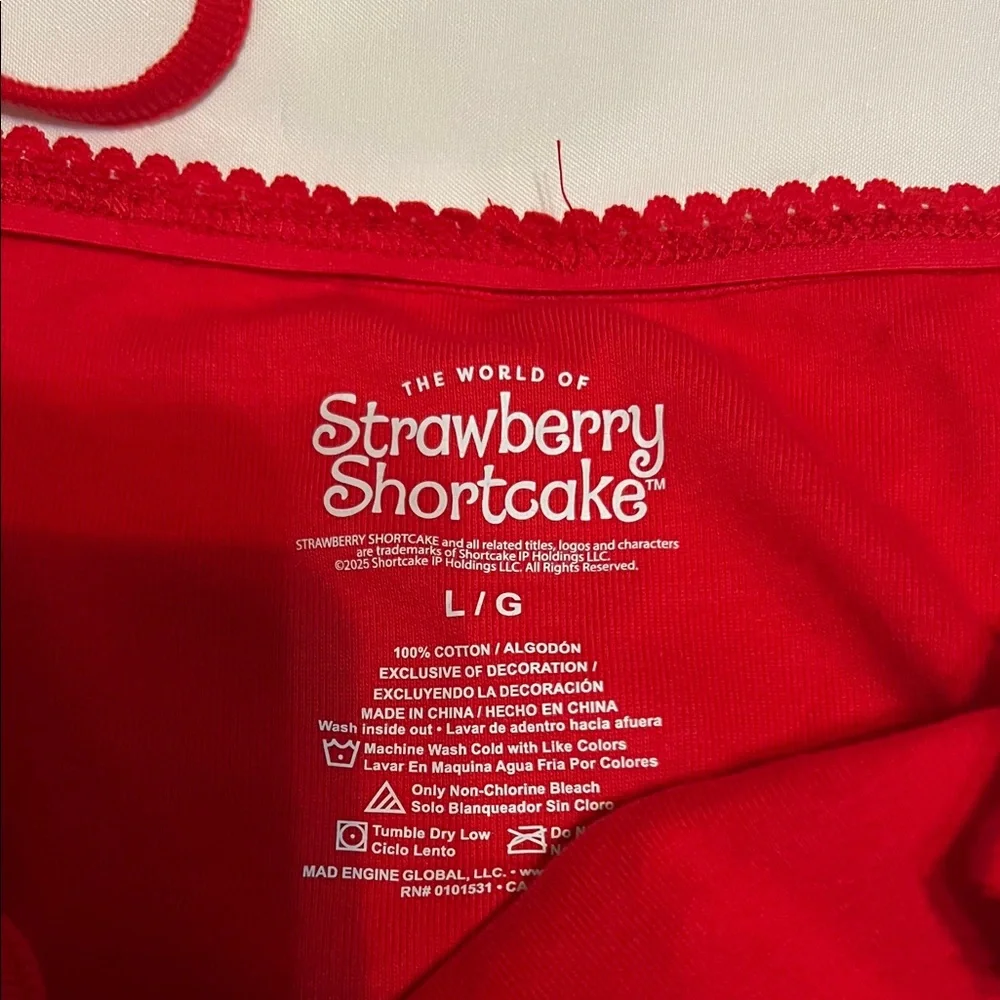 THE WORLD OF
Strawberry
Shortcake™
STRAWBERRY SHORTCAKE and all related titles, logos and characters
are trademarks of Shortcake IP Holdings LLC.
©2025 Shortcake IP Holdings LLC. All Rights Reserved.
L / G
100% COTTON / ALGODÓN
EXCLUSIVE OF DECORATION /
EXCLUYENDO LA DECORACIÓN
MADE IN CHINA / HECHO EN CHINA
Wash inside out • Lavar de adentro hacia afuera
Machine Wash Cold with Like Colors
Lavar En Maquina Agua Fria Por Colores
Only Non-Chlorine Bleach
Solo Blanqueador Sin Cloro
Tumble Dry Low
Ciclo Lento
Do
MAD ENGINE GLOBAL, LLC. •
RN# 0101531 •